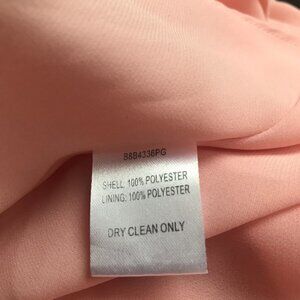 B8B4336PG
SHELL: 100% POLYESTER
LINING: 100% POLYESTER
DRY CLEAN ONLY